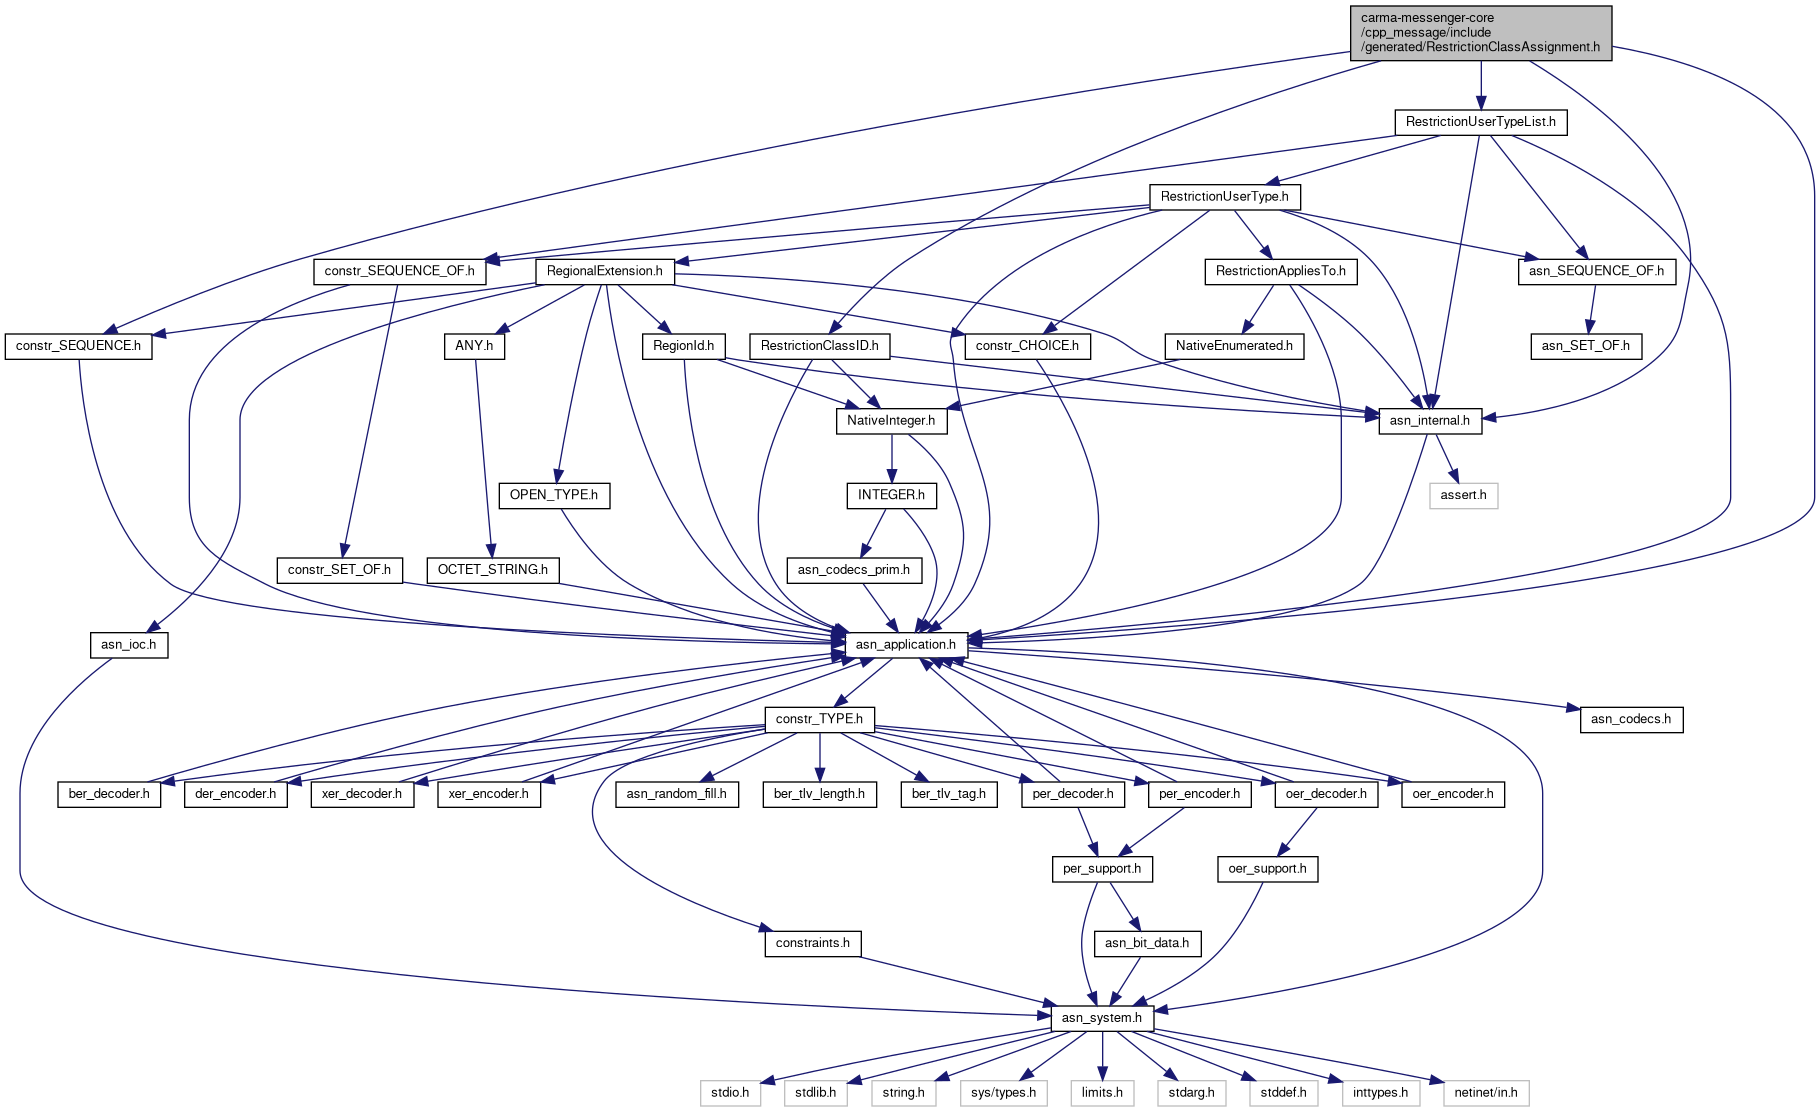 carma-messenger-core
/cpp_message/include
/generated/RestrictionClassAssignment.h
RestrictionUserTypeList.h
RestrictionUserType.h
constr_SEQUENCE_OF.h
RegionalExtension.h
RestrictionAppliesTo.h
asn_SEQUENCE_OF.h
constr_SEQUENCE.h
ANY.h
RegionId.h
RestrictionClassID.h
constr_CHOICE.h
NativeEnumerated.h
asn_SET_OF.h
NativeInteger.h
asn_internal.h
OPEN_TYPE.h
INTEGER.h
assert.h
constr_SET_OF.h
OCTET_STRING.h
asn_codecs_prim.h
asn_ioc.h
asn_application.h
constr_TYPE.h
asn_codecs.h
ber_decoder.h
der_encoder.h
xer_decoder.h
xer_encoder.h
asn_random_fill.h
ber_tlv_length.h
ber_tlv_tag.h
per_decoder.h
per_encoder.h
oer_decoder.h
oer_encoder.h
per_support.h
oer_support.h
constraints.h
asn_bit_data.h
asn_system.h
stdio.h
stdlib.h
string.h
sys/types.h
limits.h
stdarg.h
stddef.h
inttypes.h
netinet/in.h